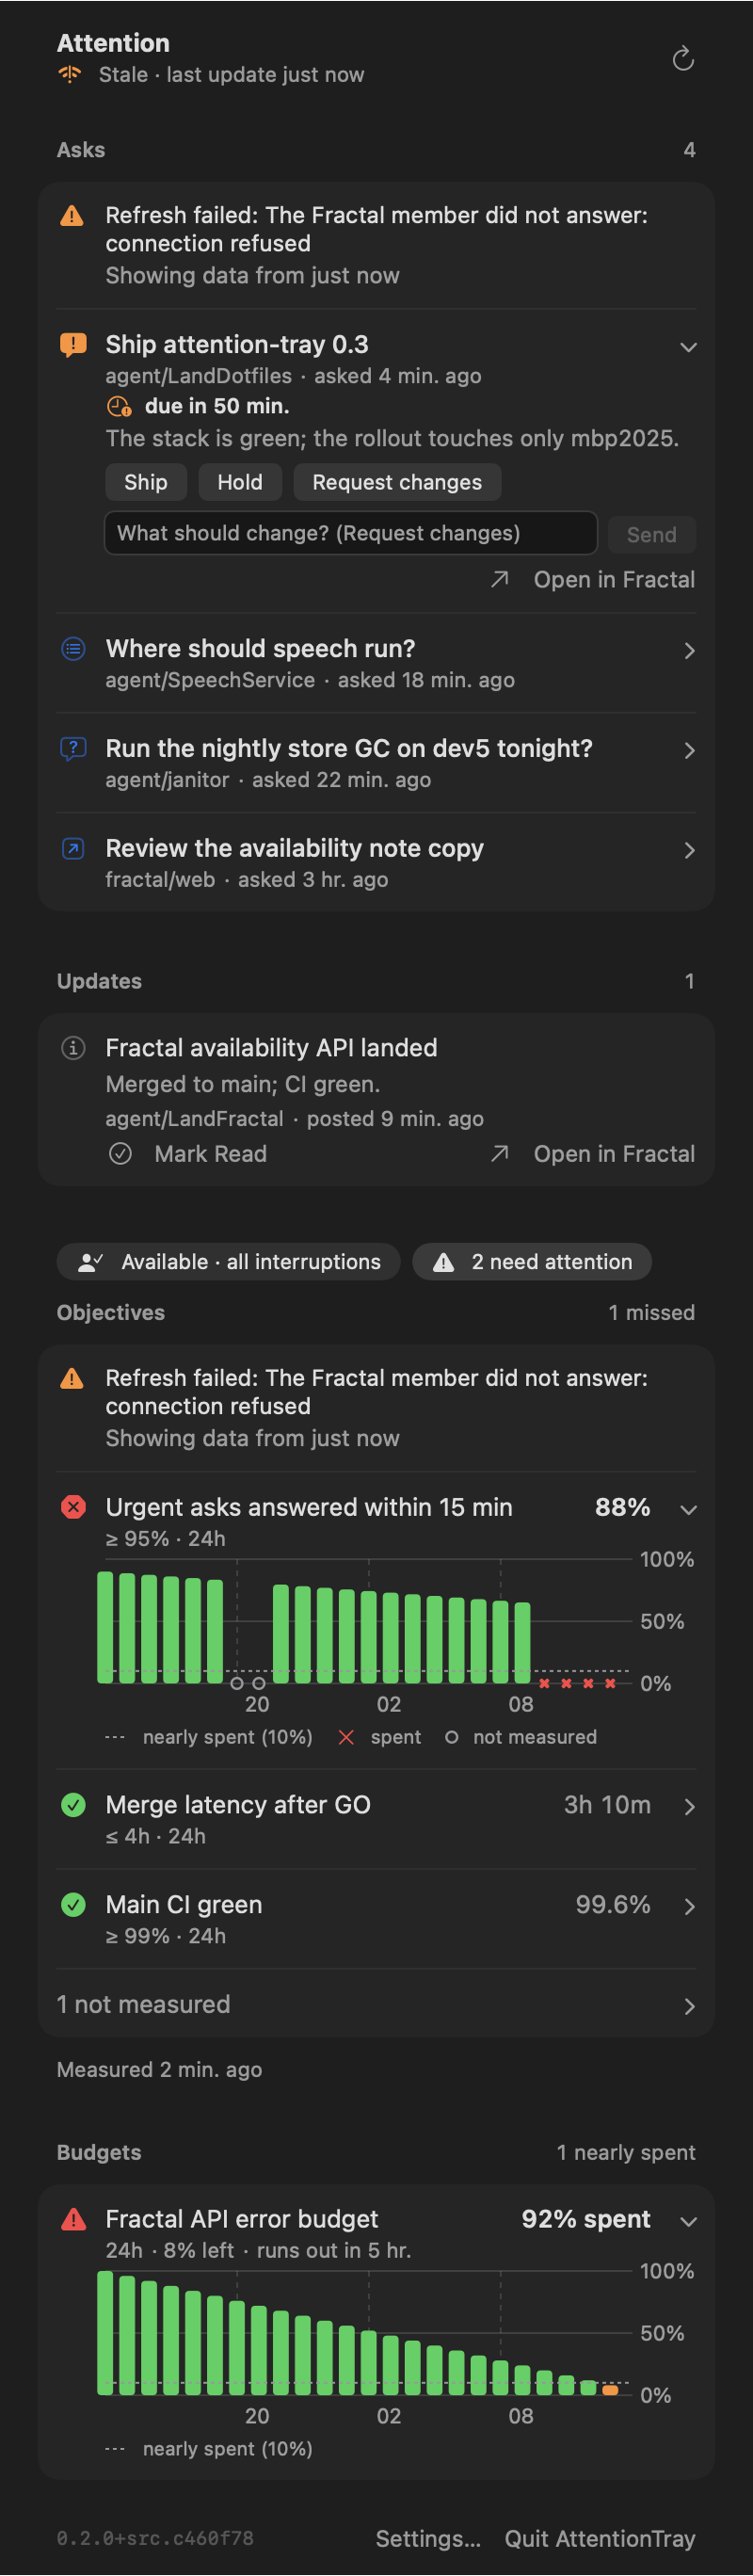 Attention
Stale · last update just now
Asks 4
Refresh failed: The Fractal member did not answer:
connection refused
Showing data from just now
Ship attention-tray 0.3
agent/LandDotfiles · asked 4 min. ago
due in 50 min.
The stack is green; the rollout touches only mbp2025.
Ship Hold Request changes
What should change? (Request changes) Send
Open in Fractal
Where should speech run?
agent/SpeechService · asked 18 min. ago
Run the nightly store GC on dev5 tonight?
agent/janitor · asked 22 min. ago
Review the availability note copy
fractal/web · asked 3 hr. ago
Updates 1
Fractal availability API landed
Merged to main; CI green.
agent/LandFractal · posted 9 min. ago
Mark Read Open in Fractal
Available · all interruptions 2 need attention
Objectives 1 missed
Refresh failed: The Fractal member did not answer:
connection refused
Showing data from just now
Urgent asks answered within 15 min 88%
≥ 95% · 24h
100%
50%
0%
20 02 08
nearly spent (10%) spent not measured
Merge latency after GO 3h 10m
≤ 4h · 24h
Main CI green 99.6%
≥ 99% · 24h
1 not measured
Measured 2 min. ago
Budgets 1 nearly spent
Fractal API error budget 92% spent
24h · 8% left · runs out in 5 hr.
100%
50%
0%
20 02 08
nearly spent (10%)
0.2.0+src.c460f78 Settings... Quit AttentionTray